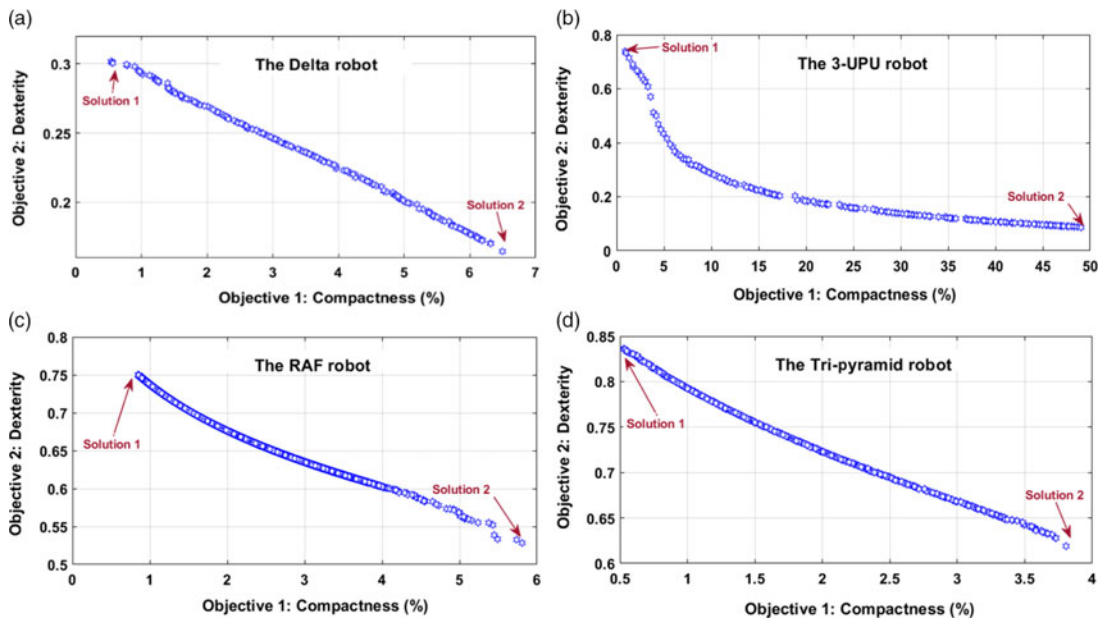 (a)
The Delta robot
Solution 1
Solution 2
Objective 2: Dexterity
0.3
0.25
0.2
0 1 2 3 4 5 6 7
Objective 1: Compactness (%)
(b)
Solution 1
The 3-UPU robot
Solution 2
Objective 2: Dexterity
0.8
0.6
0.4
0.2
0
0 5 10 15 20 25 30 35 40 45 50
Objective 1: Compactness (%)
(c)
The RAF robot
Solution 1
Solution 2
Objective 2: Dexterity
0.8
0.75
0.7
0.65
0.6
0.55
0.5
0 1 2 3 4 5 6
Objective 1: Compactness (%)
(d)
The Tri-pyramid robot
Solution 1
Solution 2
Objective 2: Dexterity
0.85
0.8
0.75
0.7
0.65
0.6
0.5 1 1.5 2 2.5 3 3.5 4
Objective 1: Compactness (%)